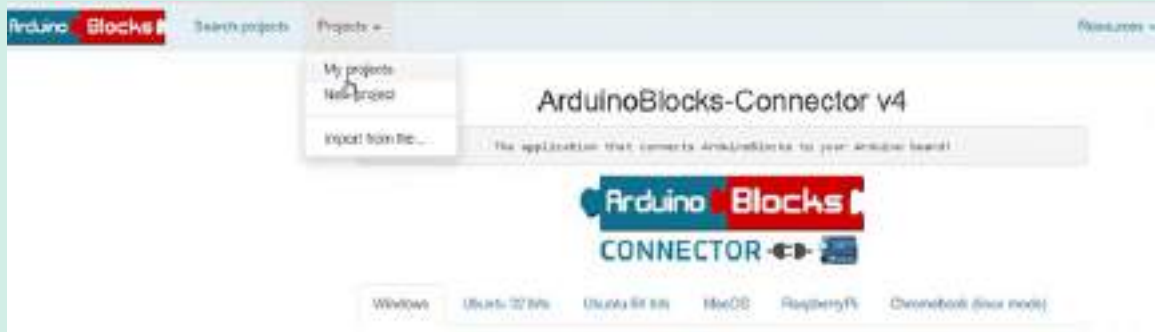 Arduino Blocks Search projects Projects Resources
My projects
New project
Import from file...
ArduinoBlocks-Connector v4
The application that connects ArduinoBlocks to your Arduino board!
Arduino Blocks
CONNECTOR
Windows Ubuntu 32 bits Ubuntu 64 bits MacOS RaspberryPi Chromebook (linux mode)